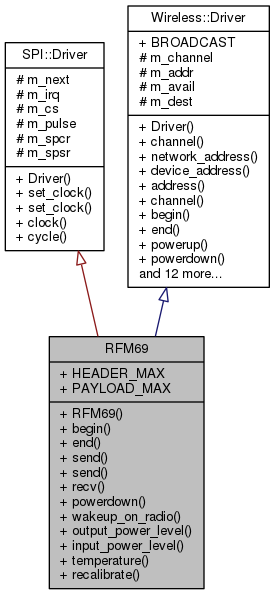 SPI::Driver
# m_next
# m_irq
# m_cs
# m_pulse
# m_spcr
# m_spsr
+ Driver()
+ set_clock()
+ set_clock()
+ clock()
+ cycle()
Wireless::Driver
+ BROADCAST
# m_channel
# m_addr
# m_avail
# m_dest
+ Driver()
+ channel()
+ network_address()
+ device_address()
+ address()
+ channel()
+ begin()
+ end()
+ powerup()
+ powerdown()
and 12 more...
RFM69
+ HEADER_MAX
+ PAYLOAD_MAX
+ RFM69()
+ begin()
+ end()
+ send()
+ send()
+ recv()
+ powerdown()
+ wakeup_on_radio()
+ output_power_level()
+ input_power_level()
+ temperature()
+ recalibrate()